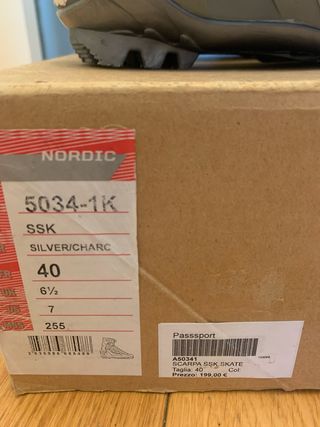 NORDIC
5034-1K
SSK
SILVER/CHARC
40
6½
7
255
Passsport
A50341
SCARPA SSK SKATE
Taglia: 40 Col:
Prezzo: 199,00 €